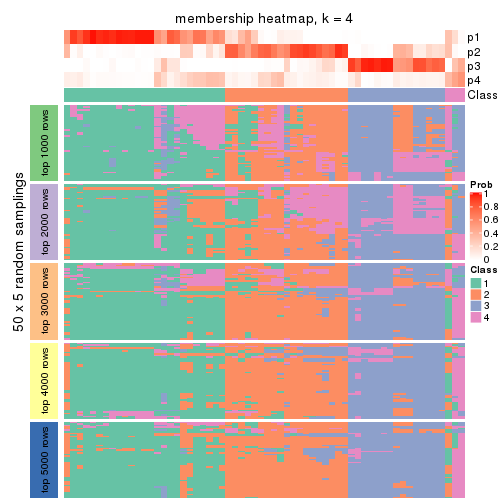 membership heatmap, k = 4
p1
p2
p3
p4
Class
50 x 5 random samplings
top 1000 rows
top 2000 rows
top 3000 rows
top 4000 rows
top 5000 rows
Prob
1
0.8
0.6
0.4
0.2
0
Class
1
2
3
4